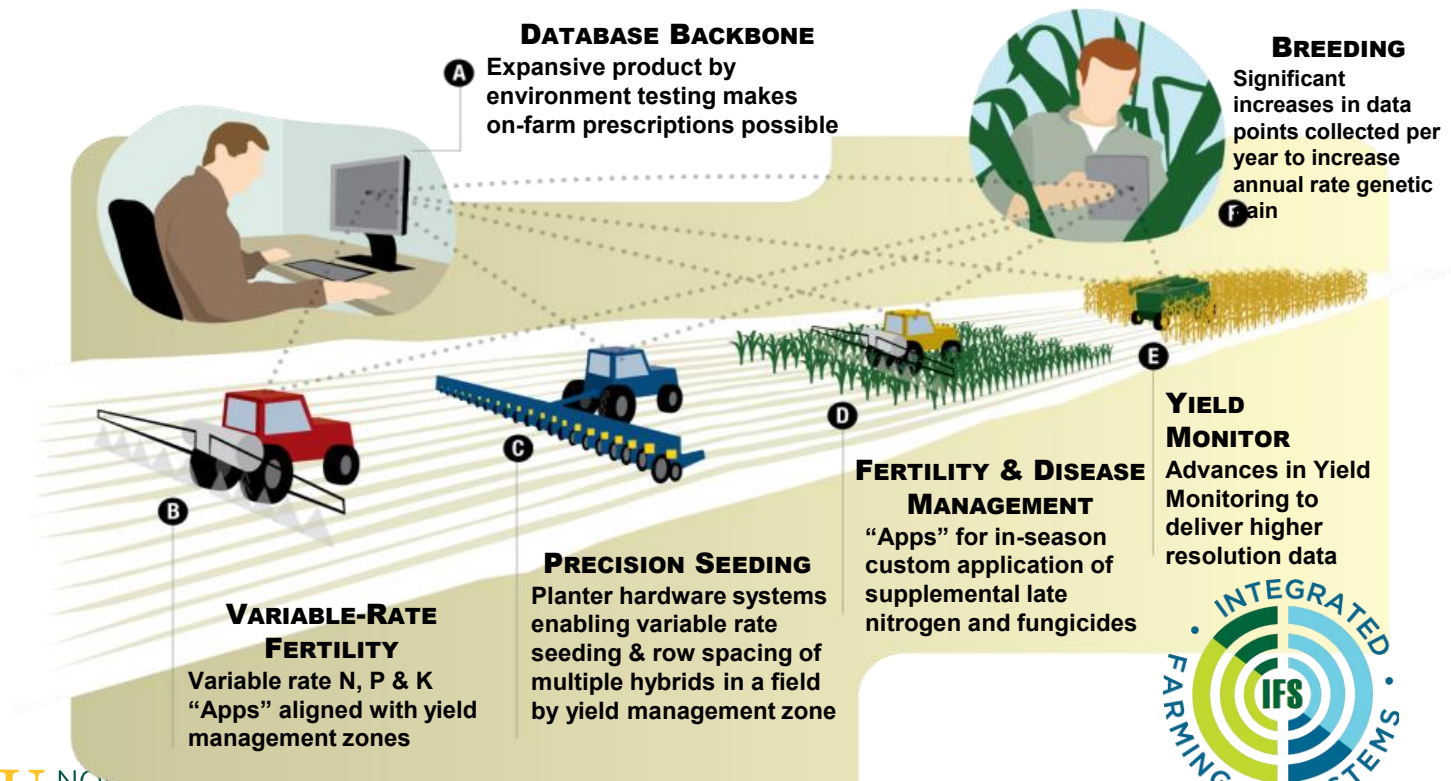 DATABASE BACKBONE
A
Expansive product by
environment testing makes
on-farm prescriptions possible
BREEDING
Significant
increases in data
points collected per
year to increase
annual rate genetic
B
VARIABLE-RATE
FERTILITY
Variable rate N, P & K
“Apps” aligned with yield
management zones
C
PRECISION SEEDING
Planter hardware systems
enabling variable rate
seeding & row spacing of
multiple hybrids in a field
by yield management zone
D
FERTILITY & DISEASE
MANAGEMENT
“Apps” for in-season
custom application of
supplemental late
nitrogen and fungicides
E
YIELD
MONITOR
Advances in Yield
Monitoring to
deliver higher
resolution data
INTEGRATED
FARMING
IFS